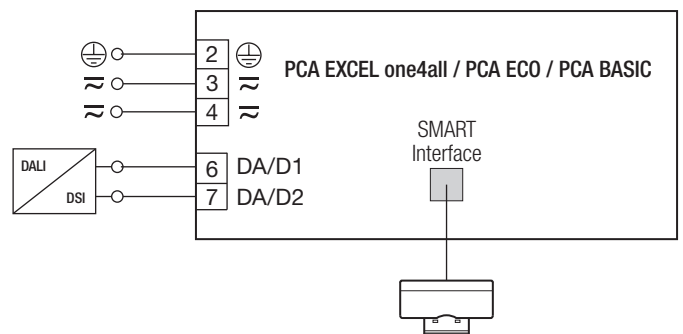 2
PCA EXCEL one4all / PCA ECO / PCA BASIC
3
4
SMART
Interface
DALI
DSI
6 DA/D1
7 DA/D2